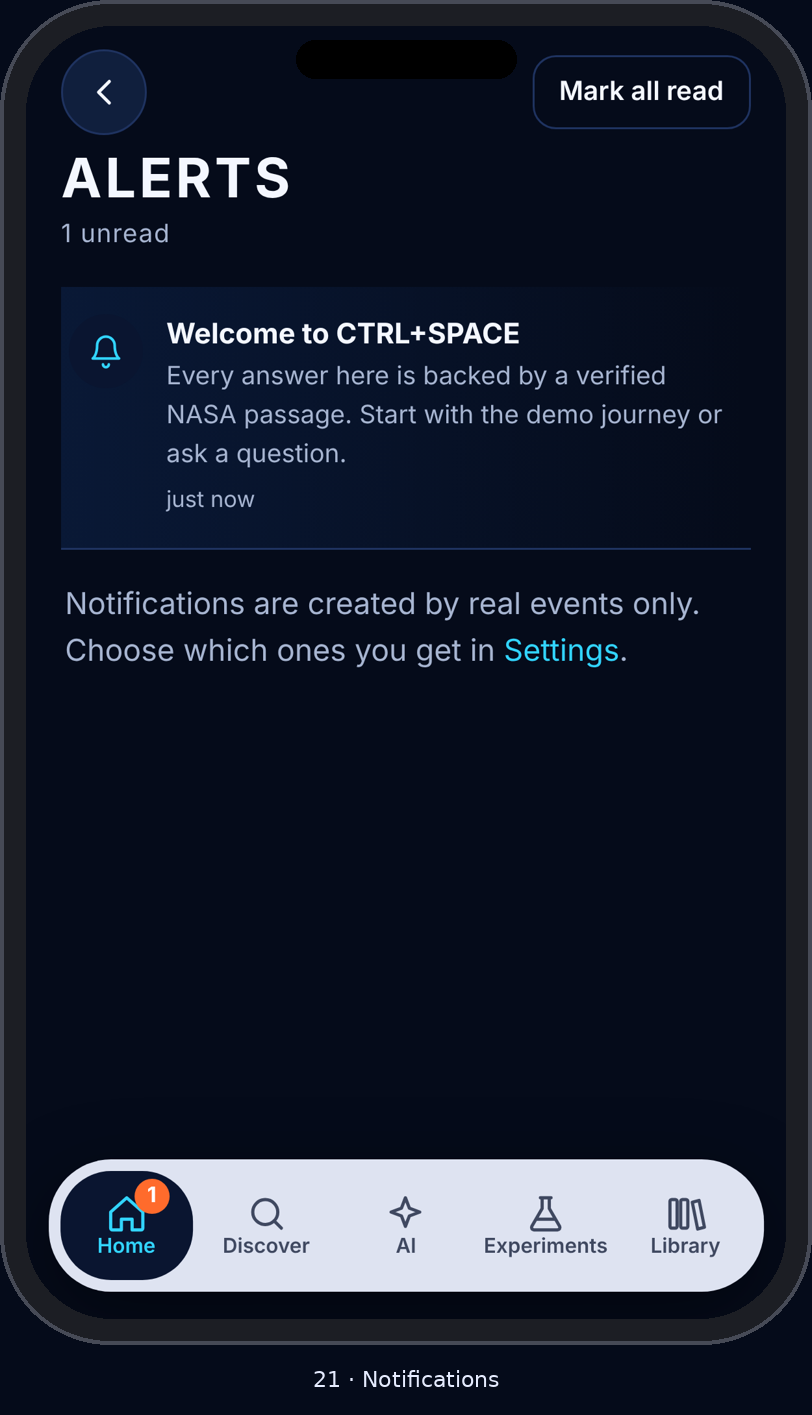 Mark all read
ALERTS
1 unread
Welcome to CTRL+SPACE
Every answer here is backed by a verified
NASA passage. Start with the demo journey or
ask a question.
just now
Notifications are created by real events only.
Choose which ones you get in Settings.
1
Home
Discover
AI
Experiments
Library
21 · Notifications